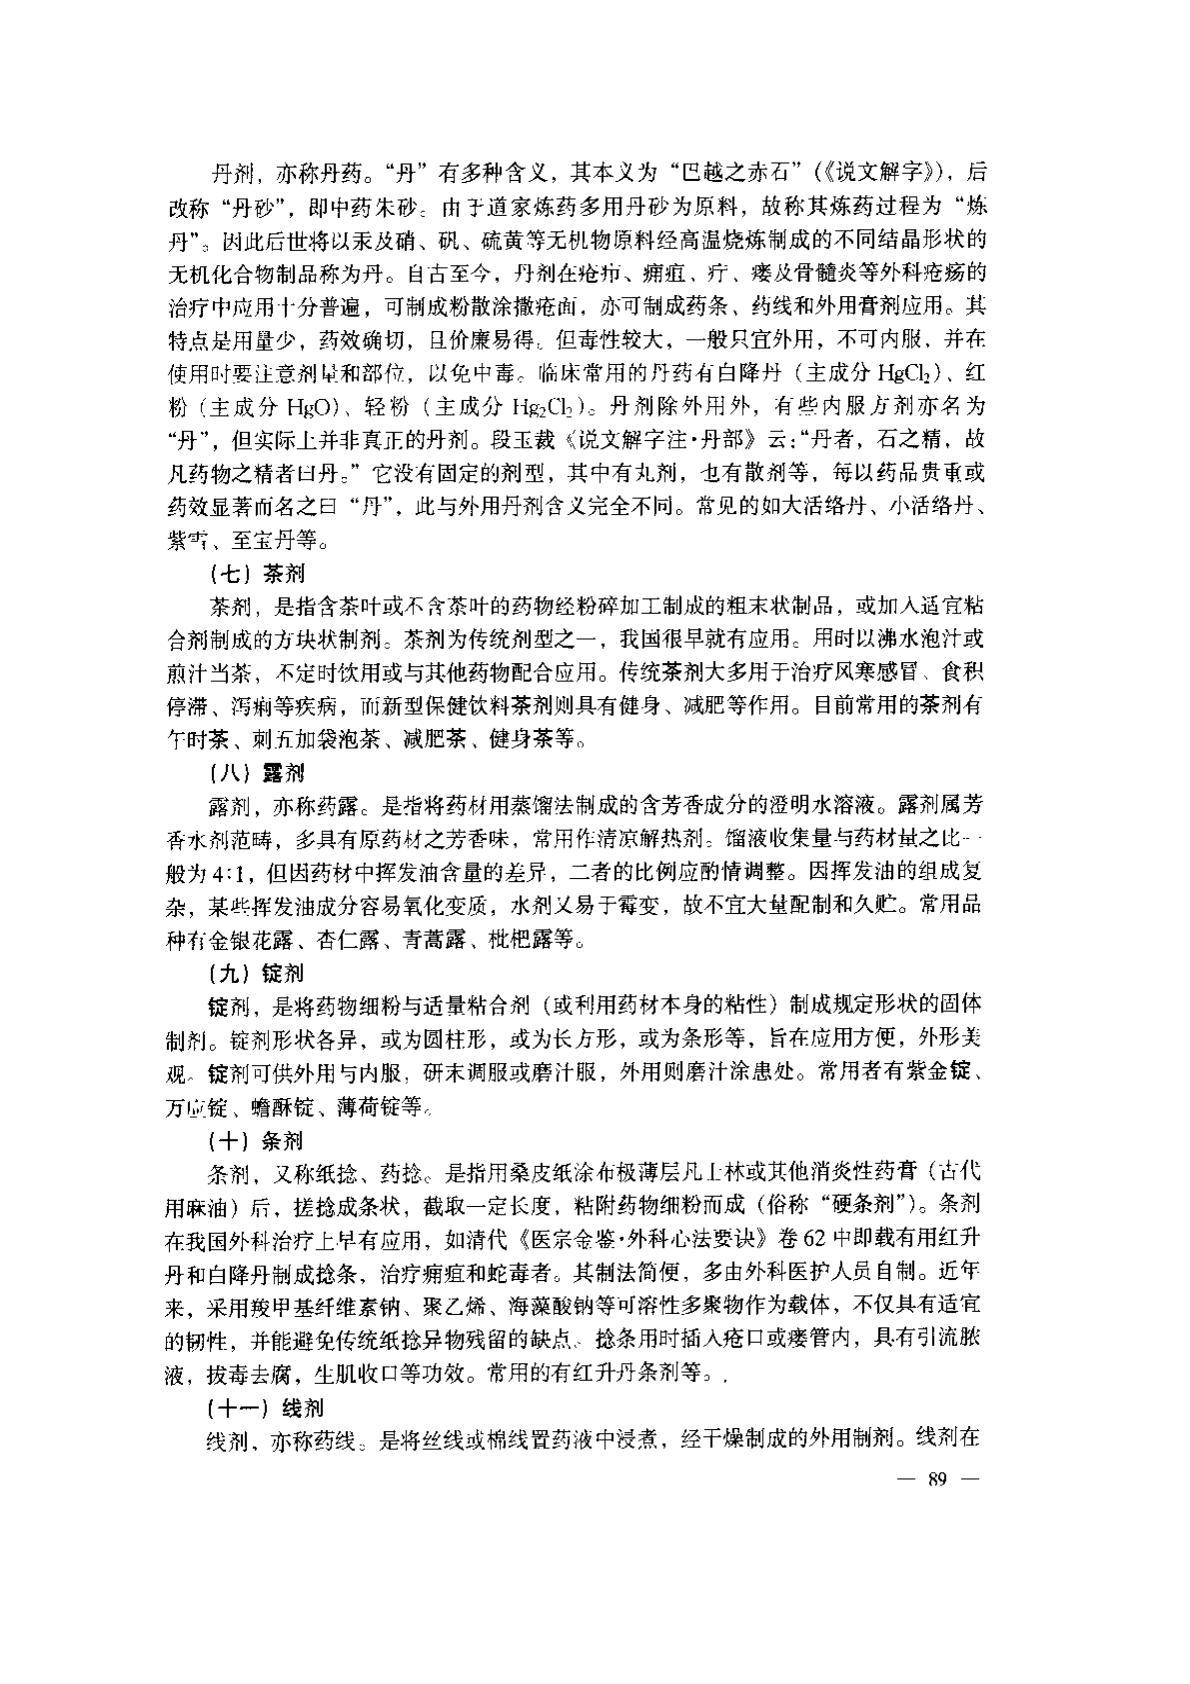 丹剂，亦称丹药。“丹”有多种含义，其本义为“巴越之赤石”（《说文解字》），后
改称“丹砂”，即中药朱砂。由于道家炼药多用丹砂为原料，故称其炼药过程为“炼
丹”。因此后世将以汞及硝、矾、硫黄等无机物原料经高温烧炼制成的不同结晶形状的
无机化合物制品称为丹。自古至今，丹剂在疮疖、痈疽、疔、瘘及骨髓炎等外科疮疡的
治疗中应用十分普遍，可制成粉散涂撒疮面，亦可制成药条、药线和外用膏剂应用。其
特点是用量少，药效确切，且价廉易得。但毒性较大，一般只宜外用，不可内服，并在
使用时要注意剂量和部位，以免中毒。临床常用的丹药有白降丹（主成分 HgCl₂）、红
粉（主成分 HgO）、轻粉（主成分 Hg₂Cl₂）。丹剂除外用外，有些内服方剂亦名为
“丹”，但实际上并非真正的丹剂。段玉裁《说文解字注·丹部》云：“丹者，石之精，故
凡药物之精者曰丹。”它没有固定的剂型，其中有丸剂，也有散剂等，每以药品贵重或
药效显著而名之曰“丹”，此与外用丹剂含义完全不同。常见的如大活络丹、小活络丹、
紫雪、至宝丹等。
（七）茶剂
茶剂，是指含茶叶或不含茶叶的药物经粉碎加工制成的粗末状制品，或加入适宜粘
合剂制成的方块状制剂。茶剂为传统剂型之一，我国很早就有应用。用时以沸水泡汁或
煎汁当茶，不定时饮用或与其他药物配合应用。传统茶剂大多用于治疗风寒感冒、食积
停滞、泻痢等疾病，而新型保健饮料茶剂则具有健身、减肥等作用。目前常用的茶剂有
午时茶、刺五加袋泡茶、减肥茶、健身茶等。
（八）露剂
露剂，亦称药露。是指将药材用蒸馏法制成的含芳香成分的澄明水溶液。露剂属芳
香水剂范畴，多具有原药材之芳香味，常用作清凉解热剂。馏液收集量与药材量之比一
般为 4∶1，但因药材中挥发油含量的差异，二者的比例应酌情调整。因挥发油的组成复
杂，某些挥发油成分容易氧化变质，水剂又易于霉变，故不宜大量配制和久贮。常用品
种有金银花露、杏仁露、青蒿露、枇杷露等。
（九）锭剂
锭剂，是将药物细粉与适量粘合剂（或利用药材本身的粘性）制成规定形状的固体
制剂。锭剂形状各异，或为圆柱形，或为长方形，或为条形等，旨在应用方便，外形美
观。锭剂可供外用与内服，研末调服或磨汁服，外用则磨汁涂患处。常用者有紫金锭、
万应锭、蟾酥锭、薄荷锭等。
（十）条剂
条剂，又称纸捻、药捻。是指用桑皮纸涂布极薄层凡士林或其他消炎性药膏（古代
用麻油）后，搓捻成条状，截取一定长度，粘附药物细粉而成（俗称“硬条剂”）。条剂
在我国外科治疗上早有应用，如清代《医宗金鉴·外科心法要诀》卷 62 中即载有用红升
丹和白降丹制成捻条，治疗痈疽和蛇毒者。其制法简便，多由外科医护人员自制。近年
来，采用羧甲基纤维素钠、聚乙烯、海藻酸钠等可溶性多聚物作为载体，不仅具有适宜
的韧性，并能避免传统纸捻异物残留的缺点。捻条用时插入疮口或瘘管内，具有引流脓
液，拔毒去腐，生肌收口等功效。常用的有红升丹条剂等。
（十一）线剂
线剂，亦称药线。是将丝线或棉线置药液中浸煮，经干燥制成的外用制剂。线剂在
— 89 —